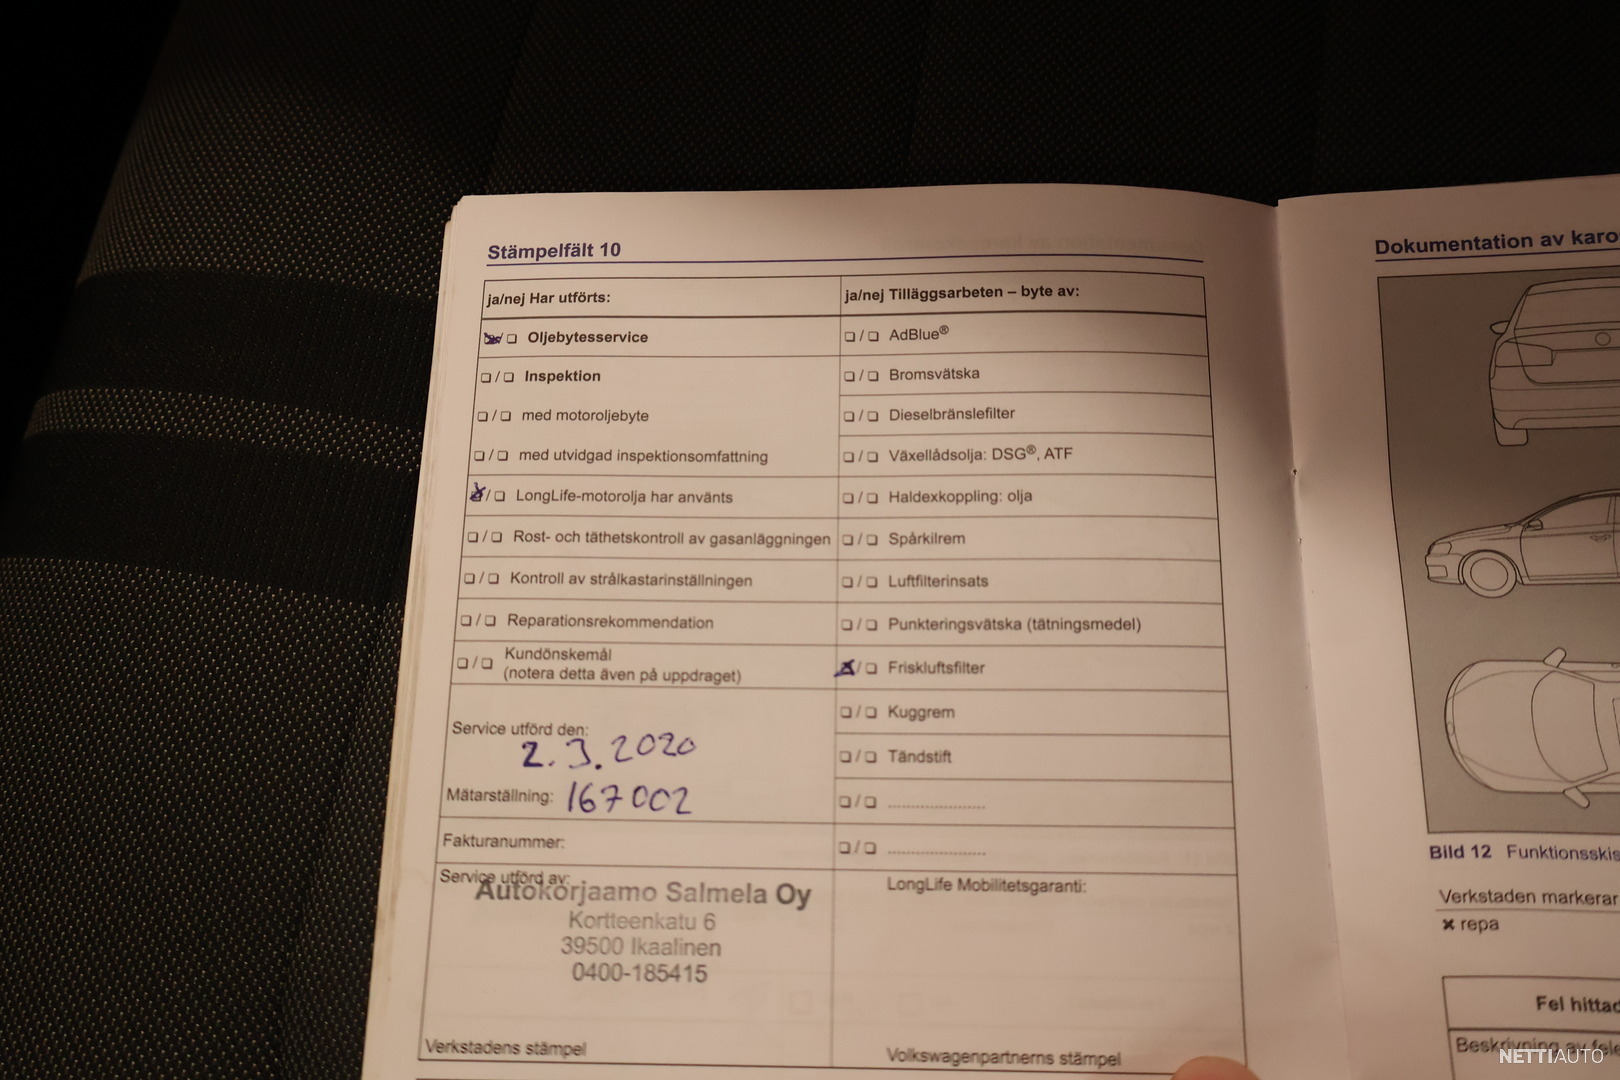 Stämpelfält 10
ja/nej Har utförts:
❏/❏ Oljebytesservice
❏/❏ Inspektion
❏/❏ med motoroljebyte
❏/❏ med utvidgad inspektionsomfattning
❏/❏ LongLife-motorolja har använts
❏/❏ Rost- och täthetskontroll av gasanläggningen
❏/❏ Kontroll av strålkastarinställningen
❏/❏ Reparationsrekommendation
❏/❏ Kundönskemål
(notera detta även på uppdraget)
Service utförd den:
2.3.2020
Mätarställning: 167002
Fakturanummer:
Service utförd av:
Autokorjaamo Salmela Oy
Kortteenkatu 6
39500 Ikaalinen
0400-185415
Verkstadens stämpel
ja/nej Tilläggsarbeten – byte av:
❏/❏ AdBlue®
❏/❏ Bromsvätska
❏/❏ Dieselbränslefilter
❏/❏ Växellådsolja: DSG®, ATF
❏/❏ Haldexkoppling: olja
❏/❏ Spårkilrem
❏/❏ Luftfilterinsats
❏/❏ Punkteringsvätska (tätningsmedel)
❏/❏ Friskluftsfilter
❏/❏ Kuggrem
❏/❏ Tändstift
❏/❏ ......................
❏/❏ ......................
LongLife Mobilitetsgaranti:
Volkswagenpartnerns stämpel
Dokumentation av karo
Bild 12 Funktionsskis
Verkstaden markerar
✖ repa
Fel hittad
Beskrivning av fele
NETTIAUTO